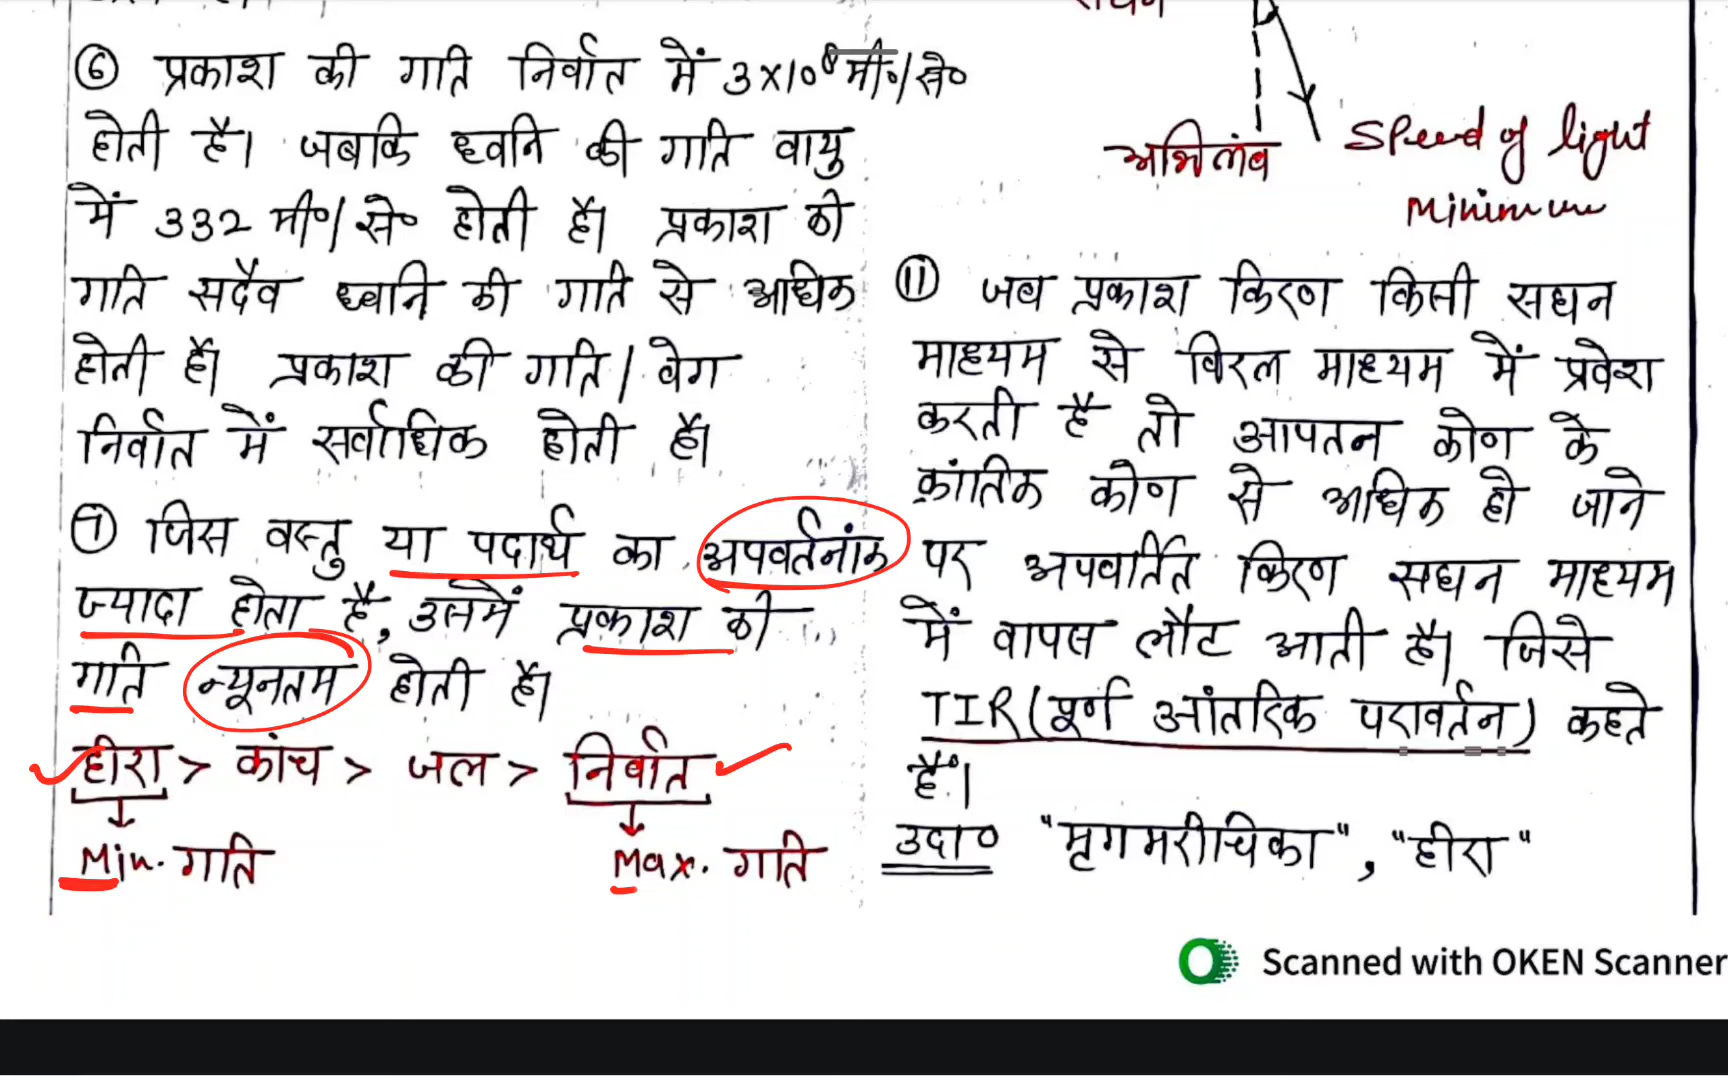 ⑥ प्रकाश की गति निर्वात में 3×10⁸ मी०/से०
होती है। जबकि ध्वनि की गति वायु
में 332 मी०/से० होती है। प्रकाश की
गति सदैव ध्वनि की गति से अधिक
होती है। प्रकाश की गति/वेग
निर्वात में सर्वाधिक होती है।
⑦ जिस वस्तु या पदार्थ का अपवर्तनांक
ज्यादा होता है, उसमें प्रकाश की
गति न्यूनतम होती है।
हीरा > कांच > जल > निर्वात
Min. गति Max. गति
अभिलंब
Speed of light
Minimum
⑪ जब प्रकाश किरण किसी सघन
माध्यम से विरल माध्यम में प्रवेश
करती है तो आपतन कोण के
क्रांतिक कोण से अधिक हो जाने
पर अपवर्तित किरण सघन माध्यम
में वापस लौट आती है। जिसे
TIR (पूर्ण आंतरिक परावर्तन) कहते
हैं।
उदा० "मृगमरीचिका", "हीरा"
Scanned with OKEN Scanner